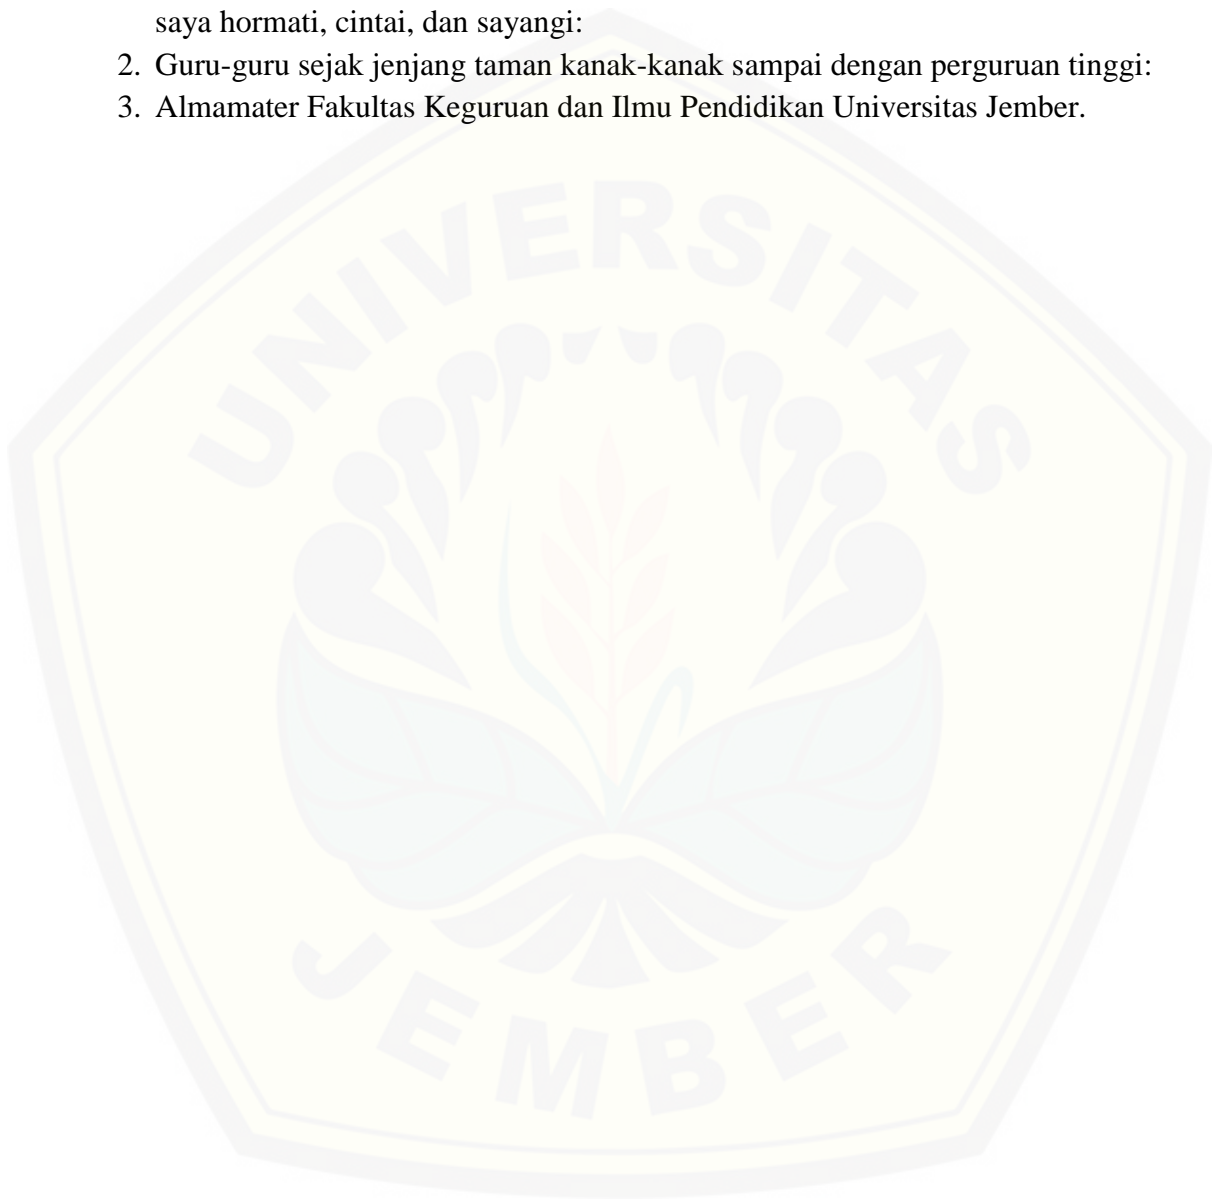 saya hormati, cintai, dan sayangi:
2. Guru-guru sejak jenjang taman kanak-kanak sampai dengan perguruan tinggi:
3. Almamater Fakultas Keguruan dan Ilmu Pendidikan Universitas Jember.
UNIVERSITAS
JEMBER